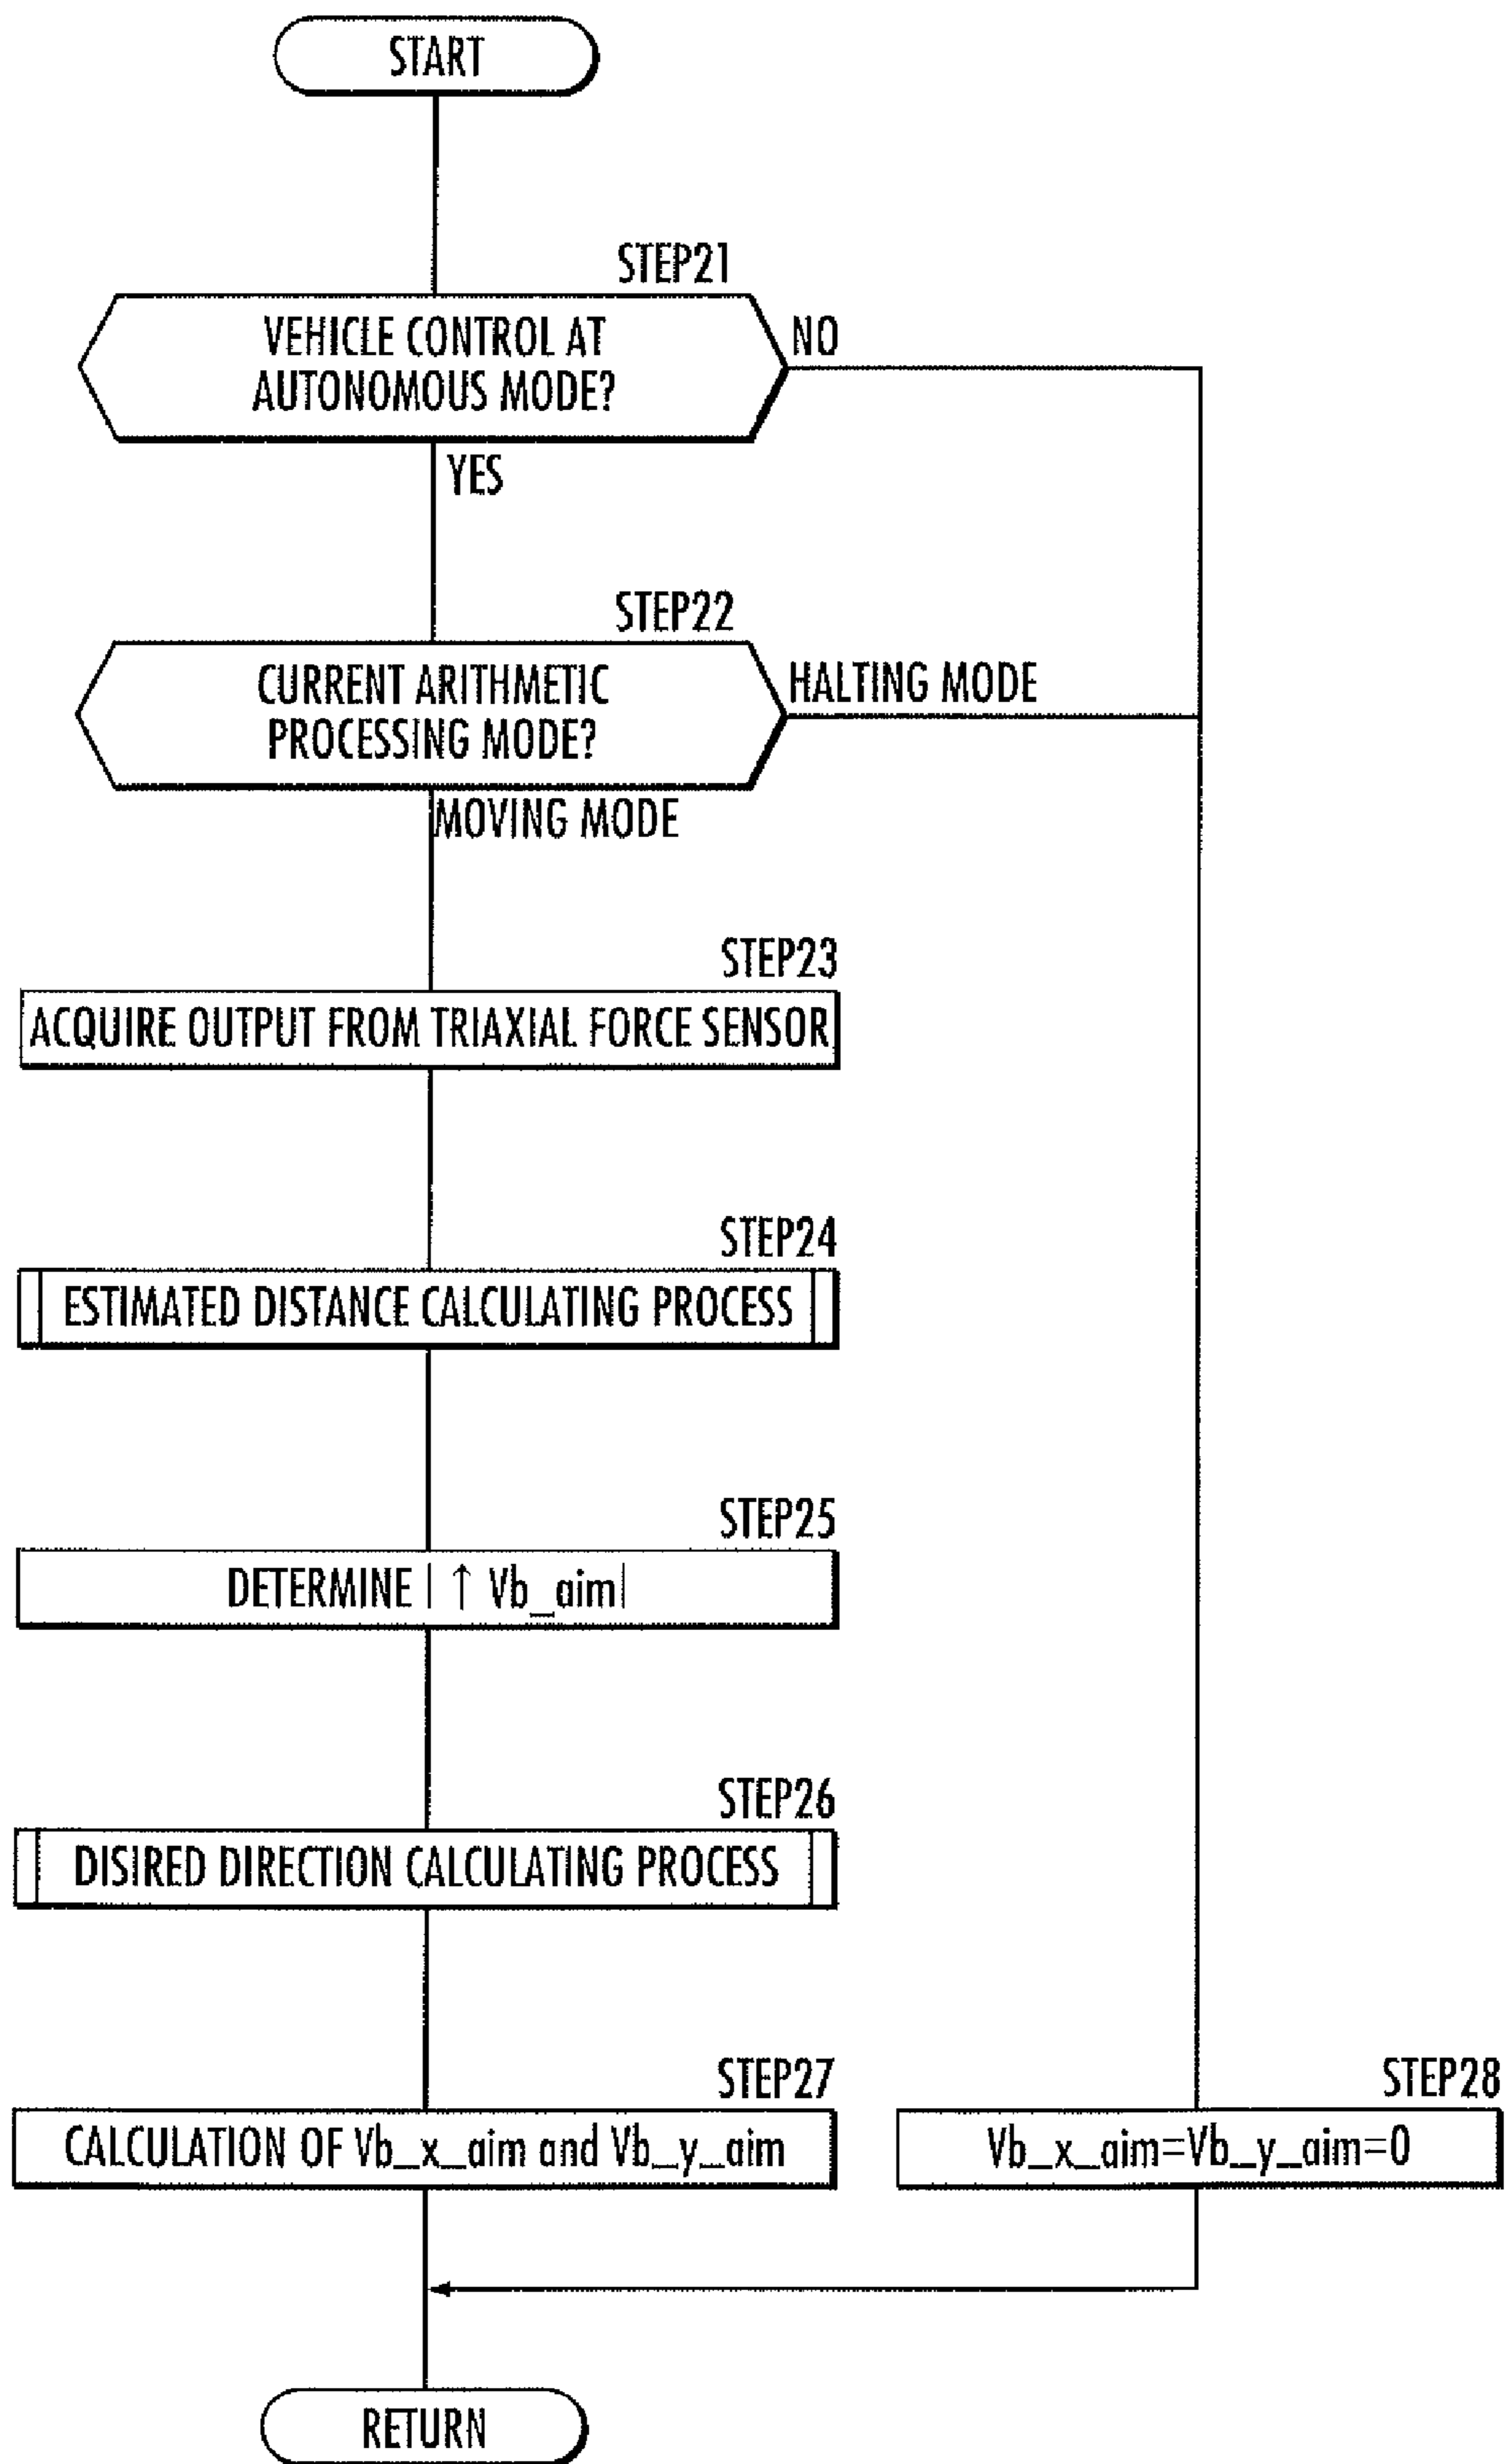 START
STEP21
VEHICLE CONTROL AT
AUTONOMOUS MODE?
NO
YES
STEP22
CURRENT ARITHMETIC
PROCESSING MODE?
HALTING MODE
MOVING MODE
STEP23
ACQUIRE OUTPUT FROM TRIAXIAL FORCE SENSOR
STEP24
ESTIMATED DISTANCE CALCULATING PROCESS
STEP25
DETERMINE | ↑ Vb_aim|
STEP26
DISIRED DIRECTION CALCULATING PROCESS
STEP27
CALCULATION OF Vb_x_aim and Vb_y_aim
STEP28
Vb_x_aim=Vb_y_aim=0
RETURN